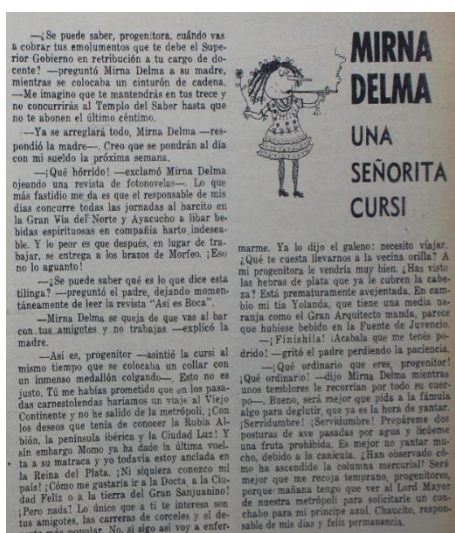 —¿Se puede saber, progenitora, cuándo vas
a cobrar tus emolumentos que te debe el Supe-
rior Gobierno en retribución a tu cargo de do-
cente? —preguntó Mirna Delma a su madre,
mientras se colocaba un cinturón de cadena.
—Me imagino que te mantendrás en tus trece y
no concurrirás al Templo del Saber hasta que
no te abonen el último céntimo.
—Ya se arreglará todo, Mirna Delma —res-
pondió la madre—. Creo que se pondrán al día
con mi sueldo la próxima semana.
—¡Qué hórrido! —exclamó Mirna Delma
ojeando una revista de fotonovelas—. Lo que
más fastidio me da es que el responsable de mis
días concurre todas las jornadas al barcito en
la Gran Vía del Norte y Ayacucho a libar be-
bidas espirituosas en compañía harto indesea-
ble. Y lo peor es que después, en lugar de tra-
bajar, se entrega a los brazos de Morfeo. ¡Eso
no lo aguanto!
—¿Se puede saber qué es lo que dice esta
tilinga? —preguntó el padre, dejando momen-
táneamente de leer la revista "Así es Boca".
—Mirna Delma se queja de que vas al bar
con tus amigotes y no trabajas —explicó la
madre.
—Así es, progenitor —asintió la cursi al
mismo tiempo que se colocaba un collar con
un inmenso medallón colgando—. Esto no es
justo. Tú me habías prometido que en los pasa-
das carnestolendas haríamos un viaje al Viejo
Continente y no he salido de la metrópoli. ¡Con
los deseos que tenía de conocer la Rubia Al-
bión, la península ibérica y la Ciudad Luz! Y
sin embargo Momo ya ha dado la última vuel-
ta a su matraca y yo todavía estoy anclada en
la Reina del Plata. ¡Ni siquiera conozco mi
país! ¡Cómo me gustaría ir a la Docta, a la Ciu-
dad Feliz o a la tierra del Gran Sanjuanino!
¡Pero nada! Lo único que a ti te interesa son
tus amigotes, las carreras de corceles y el de-
porte más popular. No, si sigo así voy a enfer-
MIRNA
DELMA
UNA
SEÑORITA
CURSI
marme. Ya lo dijo el galeno: necesito viajar.
¿Qué te cuesta llevarnos a la vecina orilla? A
mi progenitora le vendría muy bien. ¿Has visto
las hebras de plata que ya le cubren la cabe-
za? Está prematuramente avejentada. En cam-
bio mi tía Yolanda, que tiene una media na-
ranja como el Gran Arquitecto manda, parece
que hubiese bebido en la Fuente de Juvencio.
—¡Finishila! ¡Acabala que me tenés po-
drido! —gritó el padre perdiendo la paciencia.
—¡Qué ordinario que eres, progenitor!
¡Qué ordinario! —dijo Mirna Delma mientras
unos temblores le recorrían por todo su cuer-
po—. Bueno, será mejor que pida a la fámula
algo para deglutir, que ya es la hora de yantar.
¡Servidumbre! ¡Servidumbre! Prepárame dos
posturas de ave pasadas por agua y lavame
una fruta prohibida. Es mejor no yantar mu-
cho, debido a la canícula. ¿Han observado có-
mo ha ascendido la columna mercurial? Será
mejor que me recoja temprano, progenitores,
porque mañana tengo que ver al Lord Mayor
de nuestra metrópoli para solicitarle un con-
chabo para mi príncipe azul. Chaucito, respon-
sable de mis días y feliz permanencia.